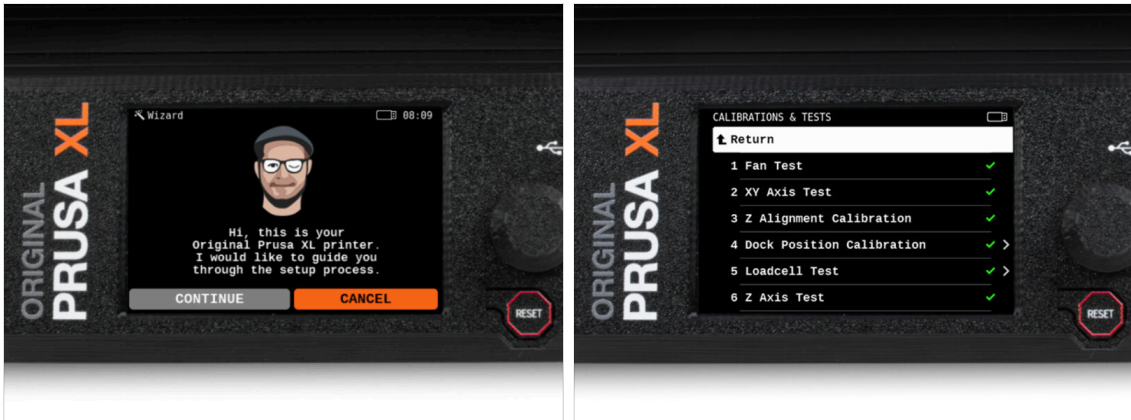 ORIGINAL
PRUSA XL
Wizard
08:09
Hi, this is your
Original Prusa XL printer.
I would like to guide you
through the setup process.
CONTINUE
CANCEL
RESET
ORIGINAL
PRUSA XL
CALIBRATIONS & TESTS
Return
1 Fan Test
2 XY Axis Test
3 Z Alignment Calibration
4 Dock Position Calibration
5 Loadcell Test
6 Z Axis Test
RESET